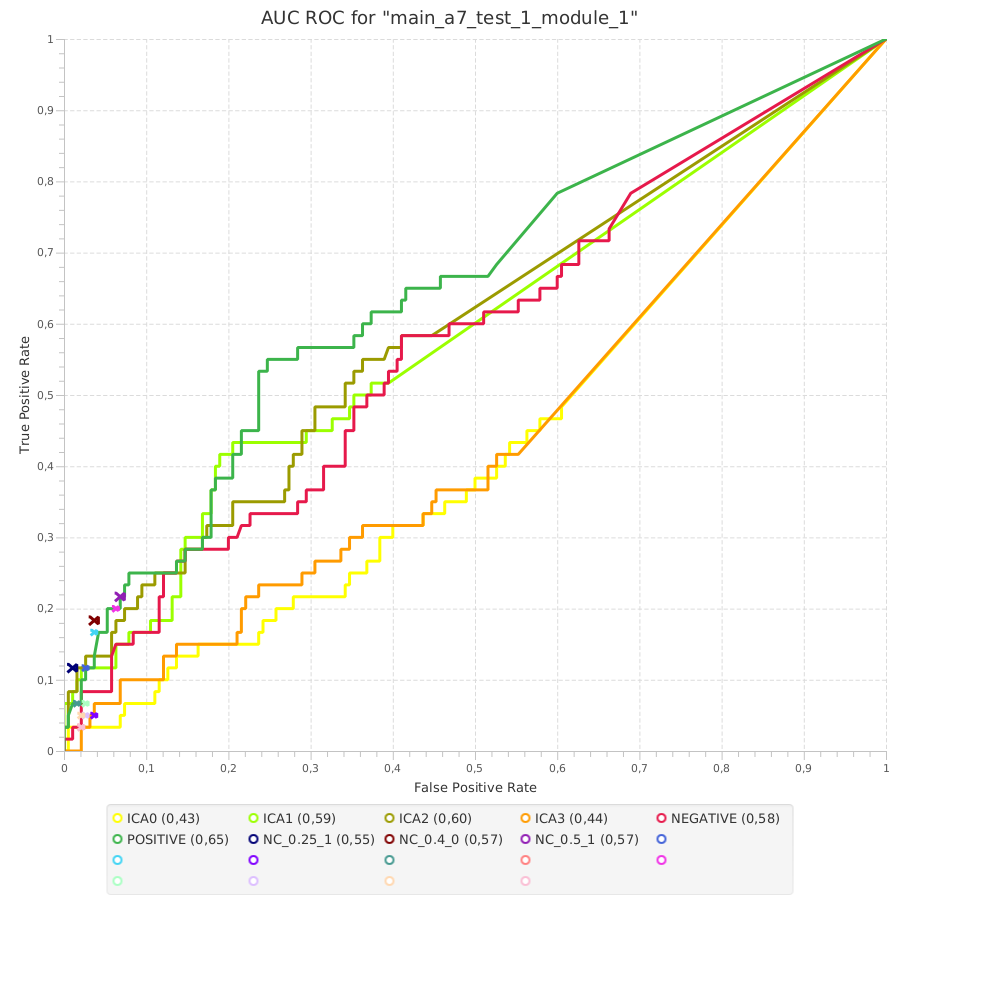 AUC ROC for "main_a7_test_1_module_1"
1
0,9
0,8
0,7
0,6
0,5
0,4
0,3
0,2
0,1
0
True Positive Rate
0 0,1 0,2 0,3 0,4 0,5 0,6 0,7 0,8 0,9 1
False Positive Rate
ICA0 (0,43) ICA1 (0,59) ICA2 (0,60) ICA3 (0,44) NEGATIVE (0,58)
POSITIVE (0,65) NC_0.25_1 (0,55) NC_0.4_0 (0,57) NC_0.5_1 (0,57)